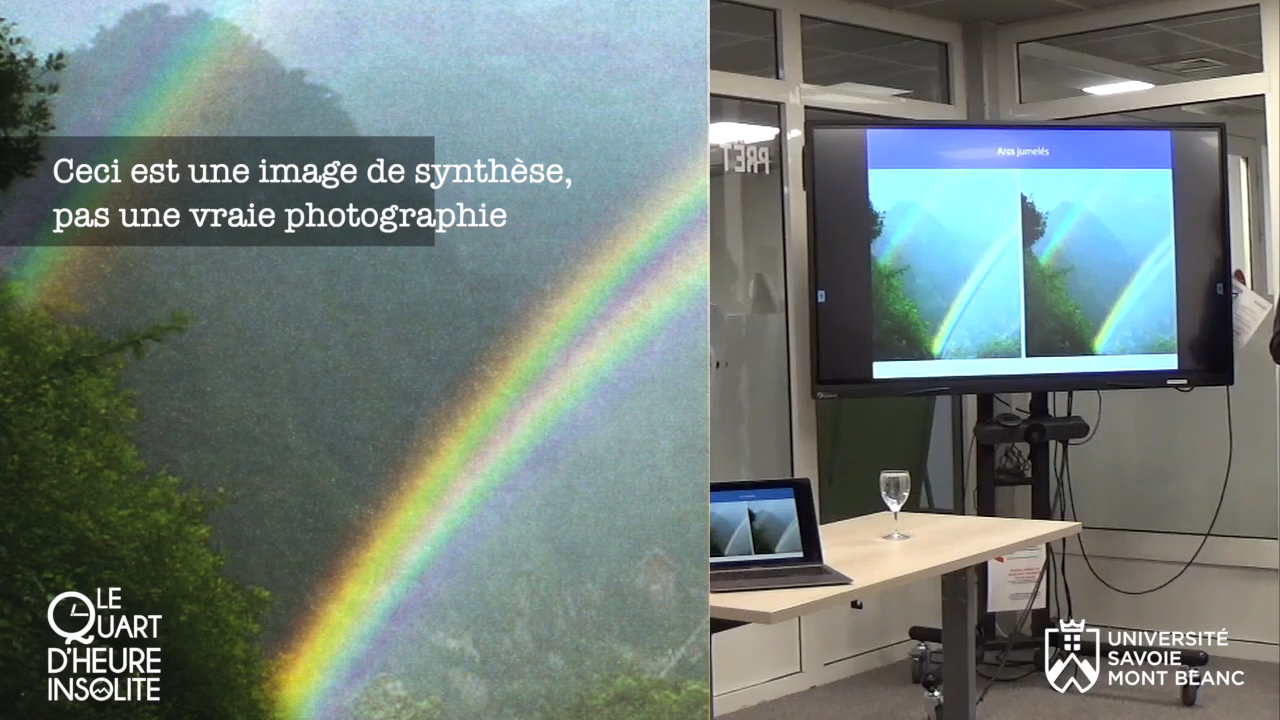 Ceci est une image de synthèse,
pas une vraie photographie
LE
QUART
D'HEURE
INSOLITE
Arcs jumelés
PRÊT
UNIVERSITÉ
SAVOIE
MONT BLANC